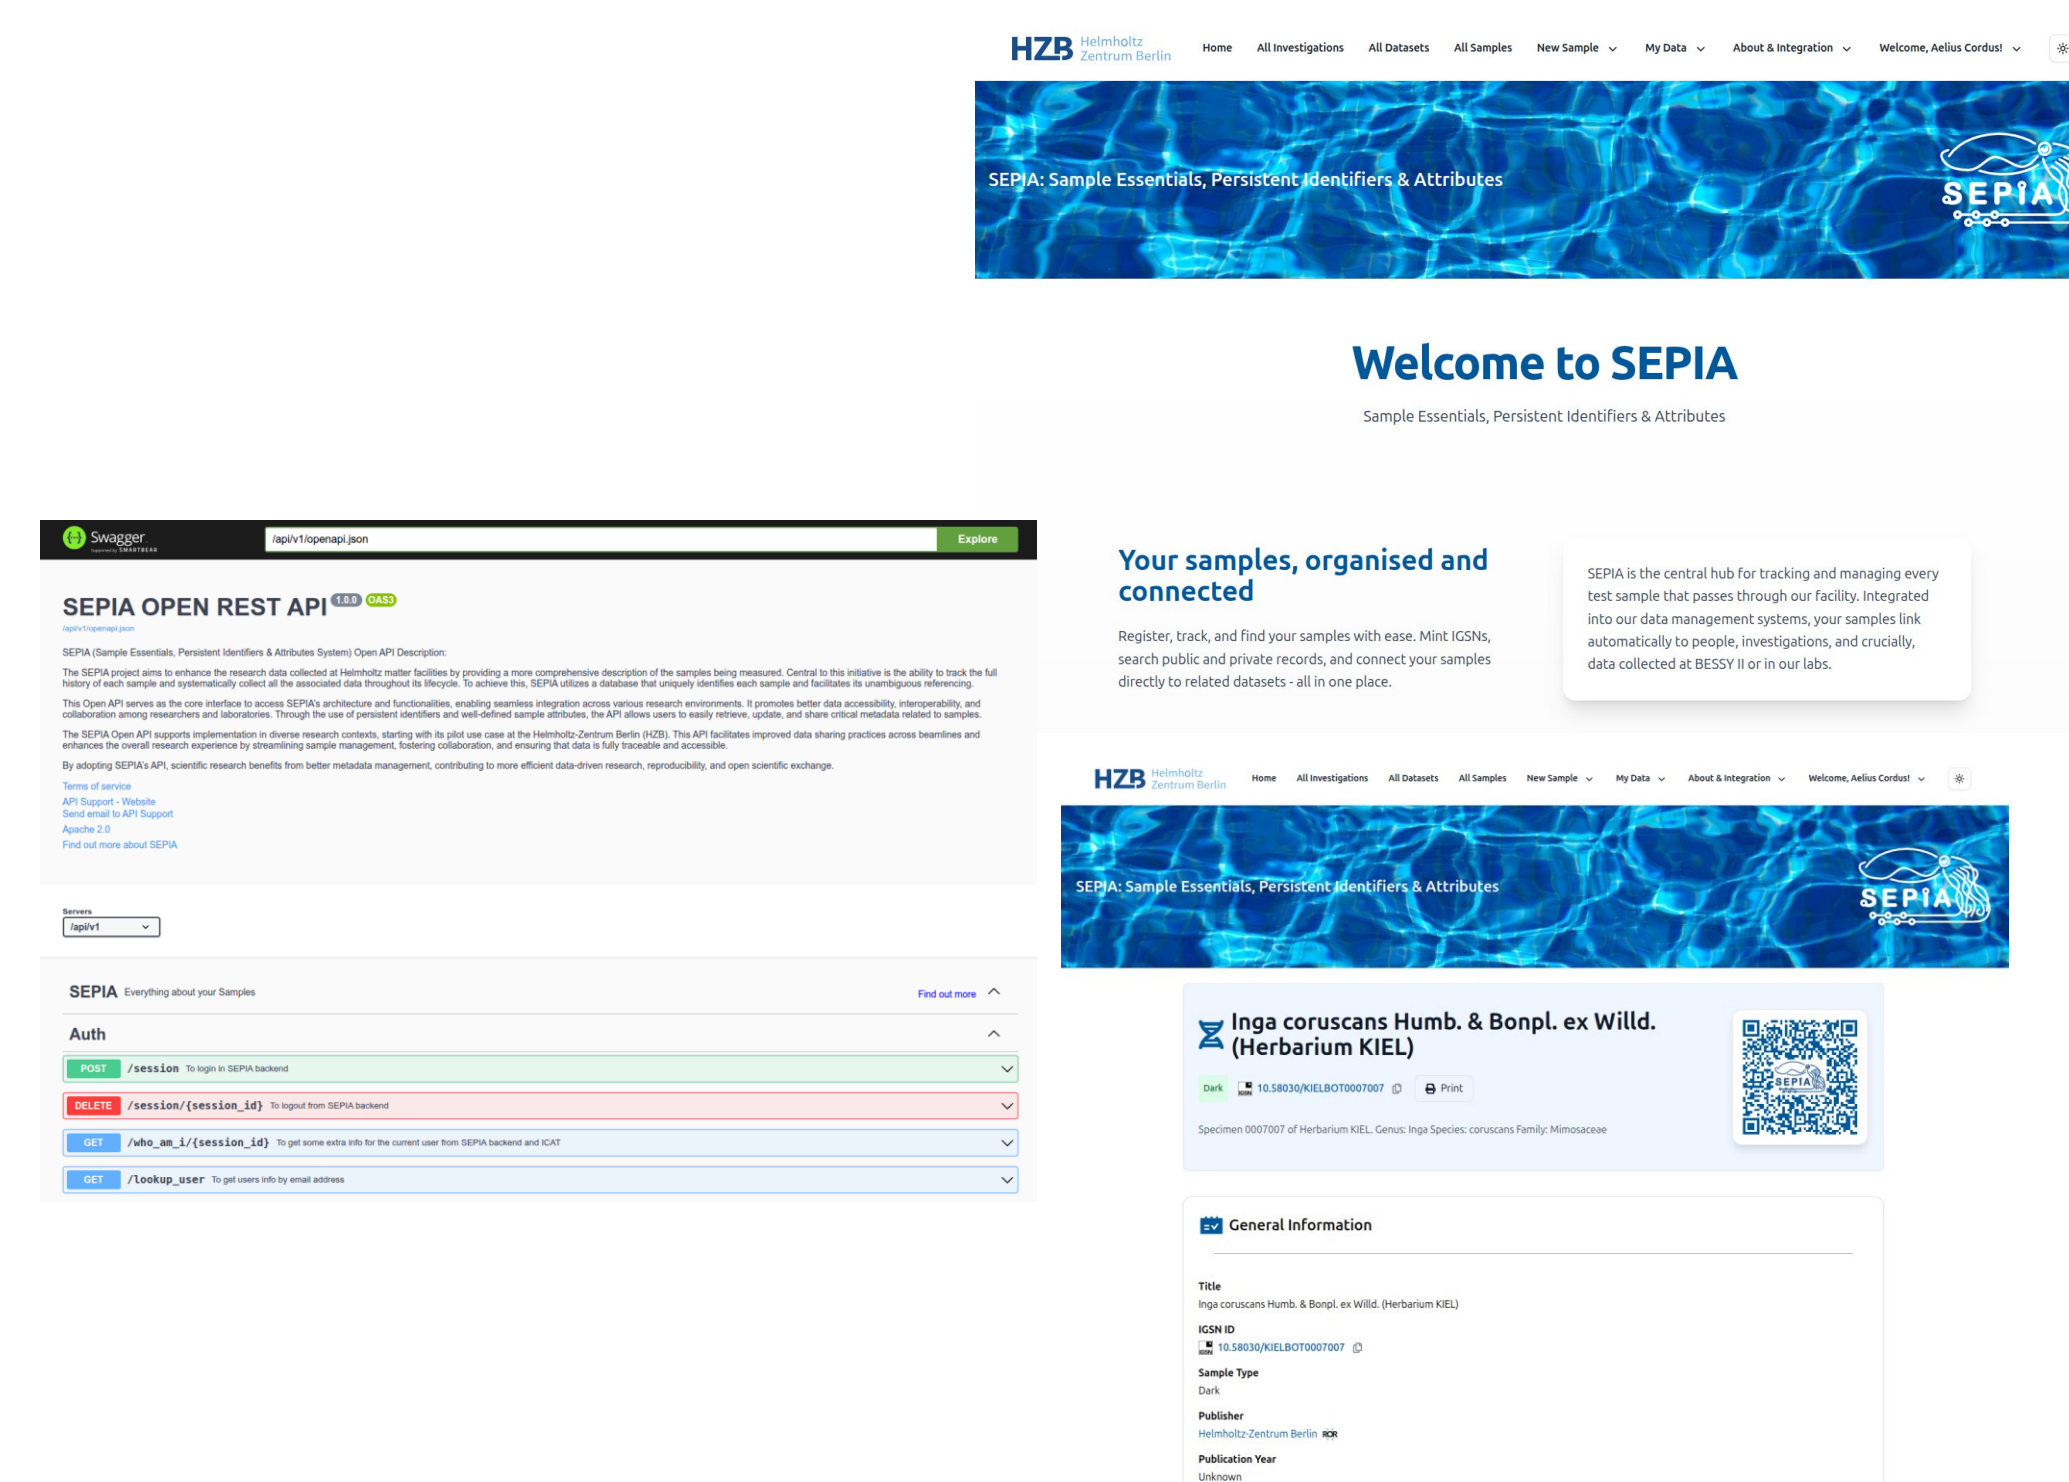 HZB Helmholtz
Zentrum Berlin
Home All Investigations All Datasets All Samples New Sample My Data About & Integration Welcome, Aelius Cordus!
SEPIA: Sample Essentials, Persistent Identifiers & Attributes
SEPIA
Welcome to SEPIA
Sample Essentials, Persistent Identifiers & Attributes
Your samples, organised and
connected
Register, track, and find your samples with ease. Mint IGSNs,
search public and private records, and connect your samples
directly to related datasets - all in one place.
SEPIA is the central hub for tracking and managing every
test sample that passes through our facility. Integrated
into our data management systems, your samples link
automatically to people, investigations, and crucially,
data collected at BESSY II or in our labs.
Swagger.
Supported by SMARTBEAR
/api/v1/openapi.json
Explore
SEPIA OPEN REST API 1.0.0 OAS3
/api/v1/openapi.json
SEPIA (Sample Essentials, Persistent Identifiers & Attributes System) Open API Description:
The SEPIA project aims to enhance the research data collected at Helmholtz matter facilities by providing a more comprehensive description of the samples being measured. Central to this initiative is the ability to track the full
history of each sample and systematically collect all the associated data throughout its lifecycle. To achieve this, SEPIA utilizes a database that uniquely identifies each sample and facilitates its unambiguous referencing.
This Open API serves as the core interface to access SEPIA's architecture and functionalities, enabling seamless integration across various research environments. It promotes better data accessibility, interoperability, and
collaboration among researchers and laboratories. Through the use of persistent identifiers and well-defined sample attributes, the API allows users to easily retrieve, update, and share critical metadata related to samples.
The SEPIA Open API supports implementation in diverse research contexts, starting with its pilot use case at the Helmholtz-Zentrum Berlin (HZB). This API facilitates improved data sharing practices across beamlines and
enhances the overall research experience by streamlining sample management, fostering collaboration, and ensuring that data is fully traceable and accessible.
By adopting SEPIA's API, scientific research benefits from better metadata management, contributing to more efficient data-driven research, reproducibility, and open scientific exchange.
Terms of service
API Support - Website
Send email to API Support
Apache 2.0
Find out more about SEPIA
Servers
/api/v1
SEPIA Everything about your Samples
Find out more
Auth
POST /session To login in SEPIA backend
DELETE /session/{session_id} To logout from SEPIA backend
GET /who_am_i/{session_id} To get some extra info for the current user from SEPIA backend and ICAT
GET /lookup_user To get users info by email address
HZB Helmholtz
Zentrum Berlin
Home All Investigations All Datasets All Samples New Sample My Data About & Integration Welcome, Aelius Cordus!
SEPIA: Sample Essentials, Persistent Identifiers & Attributes
SEPIA
Inga coruscans Humb. & Bonpl. ex Willd.
(Herbarium KIEL)
Dark IGSN 10.58030/KIELBOT0007007 Print
Specimen 0007007 of Herbarium KIEL. Genus: Inga Species: coruscans Family: Mimosaceae
SEPIA
General Information
Title
Inga coruscans Humb. & Bonpl. ex Willd. (Herbarium KIEL)
IGSN ID
IGSN 10.58030/KIELBOT0007007
Sample Type
Dark
Publisher
Helmholtz-Zentrum Berlin ROR
Publication Year
Unknown